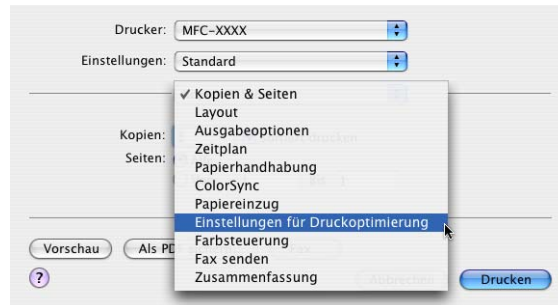 Drucker: MFC-XXXX
Einstellungen: Standard
✓ Kopien & Seiten
Layout
Kopien: Ausgabeoptionen
Zeitplan
Seiten: Papierhandhabung
ColorSync
Papiereinzug
Einstellungen für Druckoptimierung
Farbsteuerung
Vorschau Als PD Fax senden
? Zusammenfassung Abbrechen Drucken